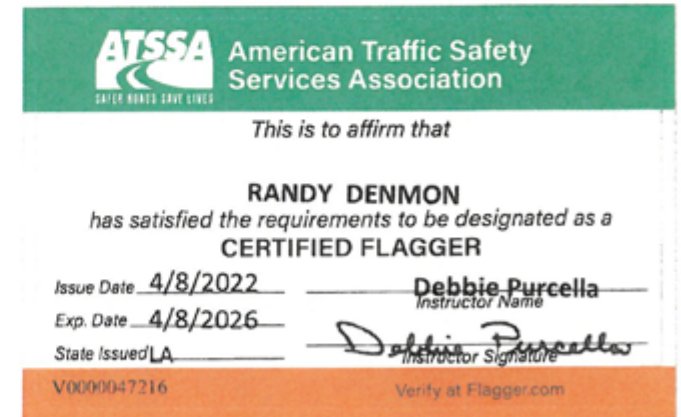 ATSSA
SAFER ROADS SAVE LIVES
American Traffic Safety
Services Association
This is to affirm that
RANDY DENMON
has satisfied the requirements to be designated as a
CERTIFIED FLAGGER
Issue Date 4/8/2022
Debbie Purcella
Instructor Name
Exp. Date 4/8/2026
Debbie Purcella
Instructor Signature
State Issued LA
V0000047216
Verify at Flagger.com